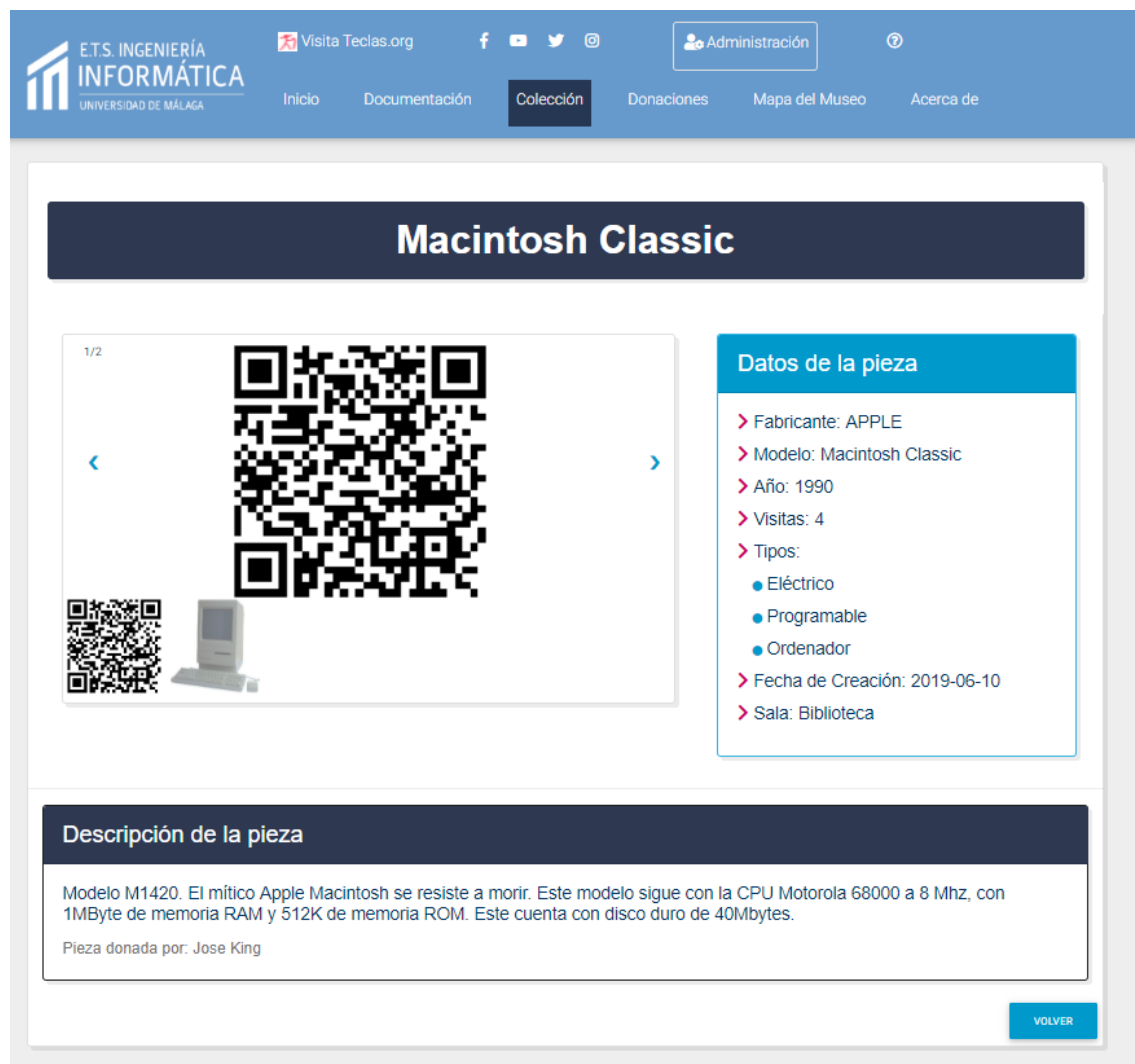 E.T.S. INGENIERÍA
INFORMÁTICA
UNIVERSIDAD DE MÁLAGA
Visita Teclas.org
Administración
Inicio Documentación Colección Donaciones Mapa del Museo Acerca de
Macintosh Classic
1/2
Datos de la pieza
Fabricante: APPLE
Modelo: Macintosh Classic
Año: 1990
Visitas: 4
Tipos:
Eléctrico
Programable
Ordenador
Fecha de Creación: 2019-06-10
Sala: Biblioteca
Descripción de la pieza
Modelo M1420. El mítico Apple Macintosh se resiste a morir. Este modelo sigue con la CPU Motorola 68000 a 8 Mhz, con
1MByte de memoria RAM y 512K de memoria ROM. Este cuenta con disco duro de 40Mbytes.
Pieza donada por: Jose King
VOLVER